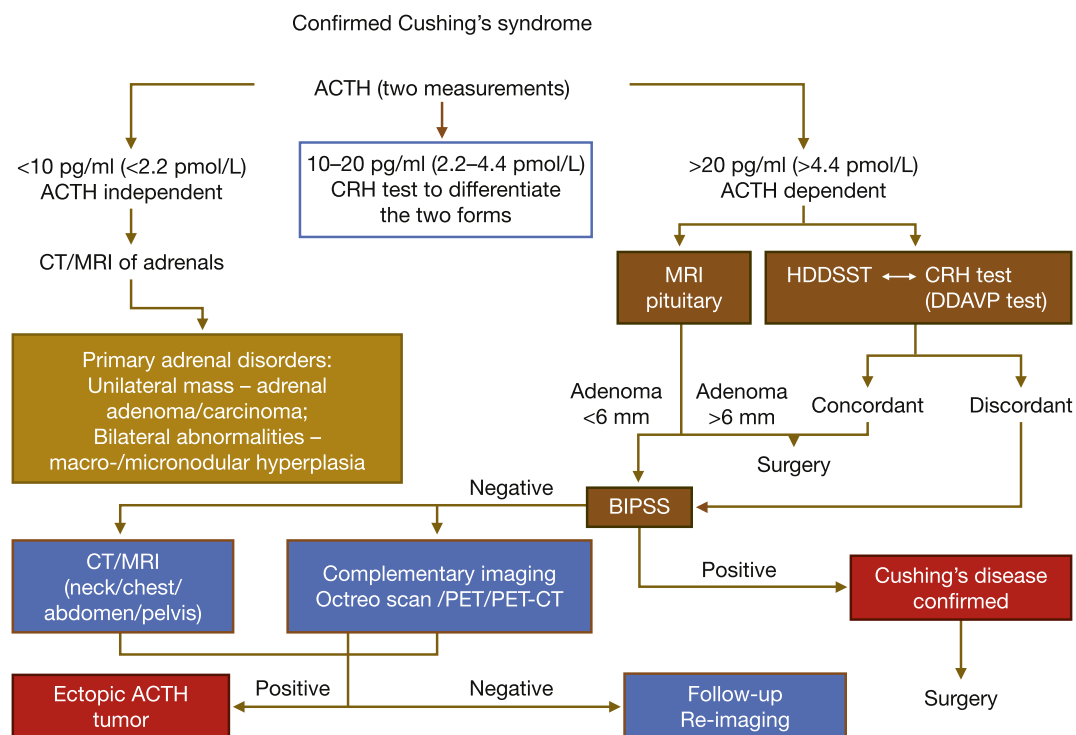 Confirmed Cushing's syndrome
ACTH (two measurements)
<10 pg/ml (<2.2 pmol/L)
ACTH independent
10–20 pg/ml (2.2–4.4 pmol/L)
CRH test to differentiate
the two forms
>20 pg/ml (>4.4 pmol/L)
ACTH dependent
CT/MRI of adrenals
MRI
pituitary
HDDSST
CRH test
(DDAVP test)
Primary adrenal disorders:
Unilateral mass – adrenal
adenoma/carcinoma;
Bilateral abnormalities –
macro-/micronodular hyperplasia
Adenoma
<6 mm
Adenoma
>6 mm
Concordant
Discordant
Surgery
Negative
BIPSS
CT/MRI
(neck/chest/
abdomen/pelvis)
Complementary imaging
Octreo scan /PET/PET-CT
Positive
Cushing's disease
confirmed
Ectopic ACTH
tumor
Positive
Negative
Follow-up
Re-imaging
Surgery